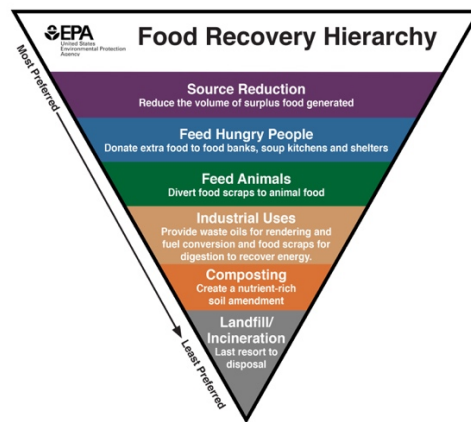 EPA
United States
Environmental Protection
Agency
Food Recovery Hierarchy
Most Preferred
Source Reduction
Reduce the volume of surplus food generated
Feed Hungry People
Donate extra food to food banks, soup kitchens and shelters
Feed Animals
Divert food scraps to animal food
Industrial Uses
Provide waste oils for rendering and
fuel conversion and food scraps for
digestion to recover energy.
Composting
Create a nutrient-rich
soil amendment
Landfill/
Incineration
Last resort to
disposal
Least Preferred